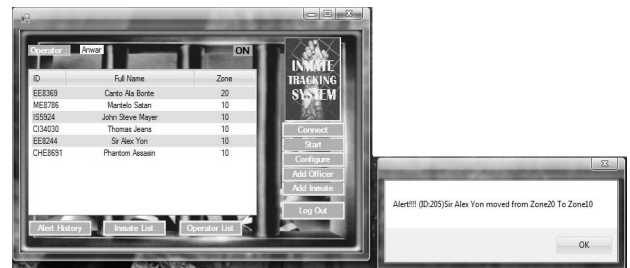 Operator : Anwar ON
ID Full Name Zone
EE8369 Canto Ala Bonte 20
ME8786 Mantelo Satan 10
IS5924 John Steve Mayer 10
CI34030 Thomas Jeans 10
EE8244 Sir Alex Yon 10
CHE8691 Phantom Assasin 10
Alert History Inmate List Operator List
INMATE
TRACKING
SYSTEM
Connect
Start
Configure
Add Officer
Add Inmate
Log Out
Alert!!!! (ID:205)Sir Alex Yon moved from Zone20 To Zone10
OK